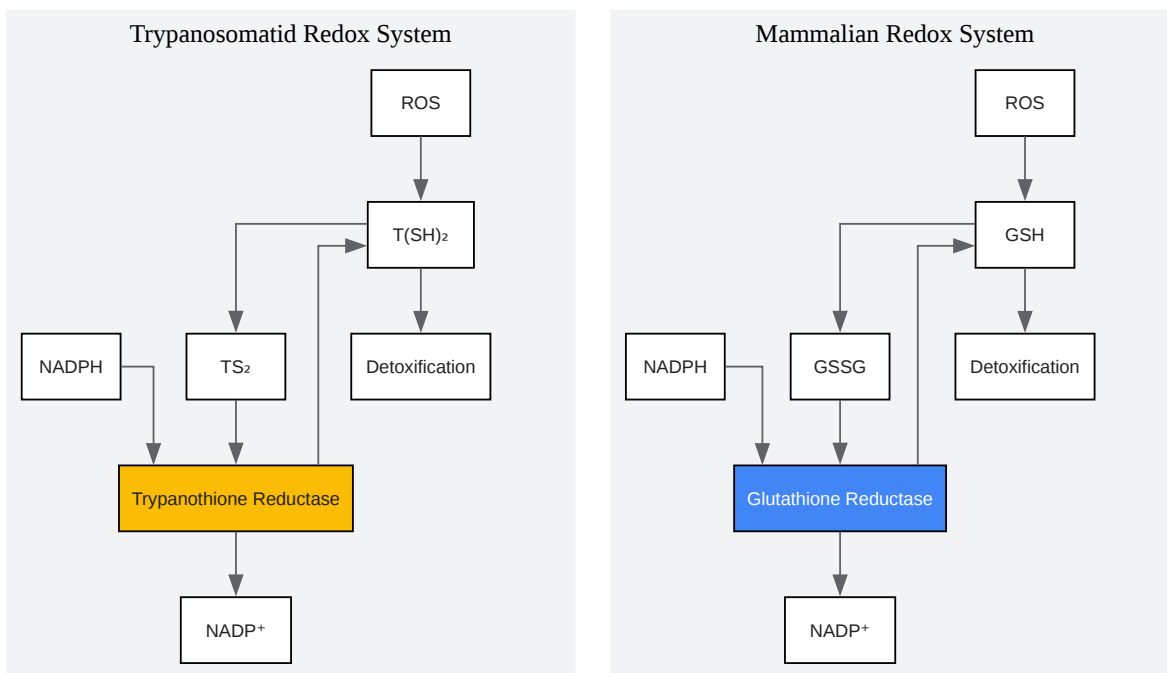 Trypanosomatid Redox System
ROS
T(SH)₂
NADPH
TS₂
Detoxification
Trypanothione Reductase
NADP⁺
Mammalian Redox System
ROS
GSH
NADPH
GSSG
Detoxification
Glutathione Reductase
NADP⁺